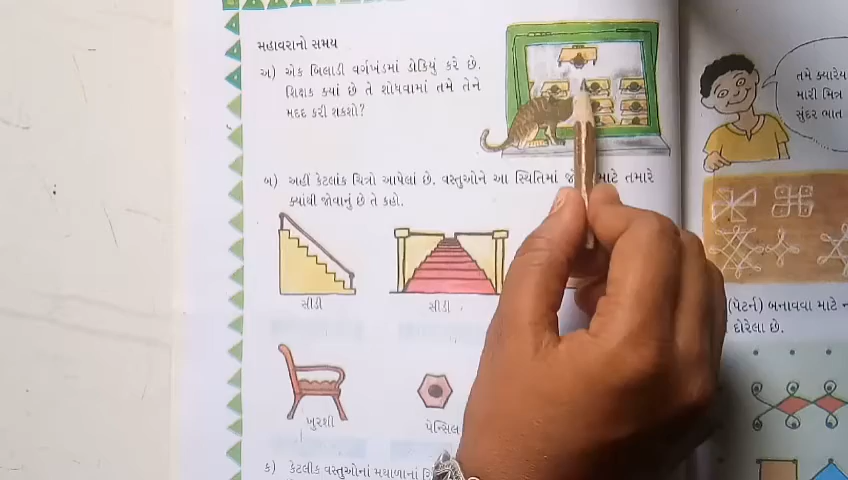 મહાવરાનો સમય
અ) એક બિલાડી વર્ગખંડમાં ડોકિયું કરે છે.
શિક્ષક ક્યાં છે તે શોધવામાં તમે તેને
મદદ કરી શકશો?
બ) અહીં કેટલાંક ચિત્રો આપેલાં છે. વસ્તુઓને આ સ્થિતિમાં માટે તમારે
ક્યાંથી જોવાનું છે તે કહો.
સીડી
સીડી
ખુરશી
પેન્સિલ
ક) કેટલીક વસ્તુઓનાં મથાળાનાં
તમે ક્યારેય
મારી મિત્ર
સુંદર ભાત
(પેટર્ન) બનાવવા માટે
દોરેલા છે.